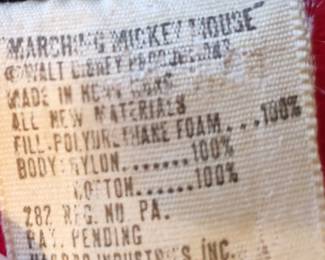 "MARCHING MICKEY MOUSE"
© WALT DISNEY PRODUCTIONS
MADE IN HONG KONG
ALL NEW MATERIALS
FILL-POLYURETHANE FOAM...100%
BODY:NYLON.......100%
COTTON......100%
282 REG. NO. PA.
PAT. PENDING
HASBRO INDUSTRIES INC.